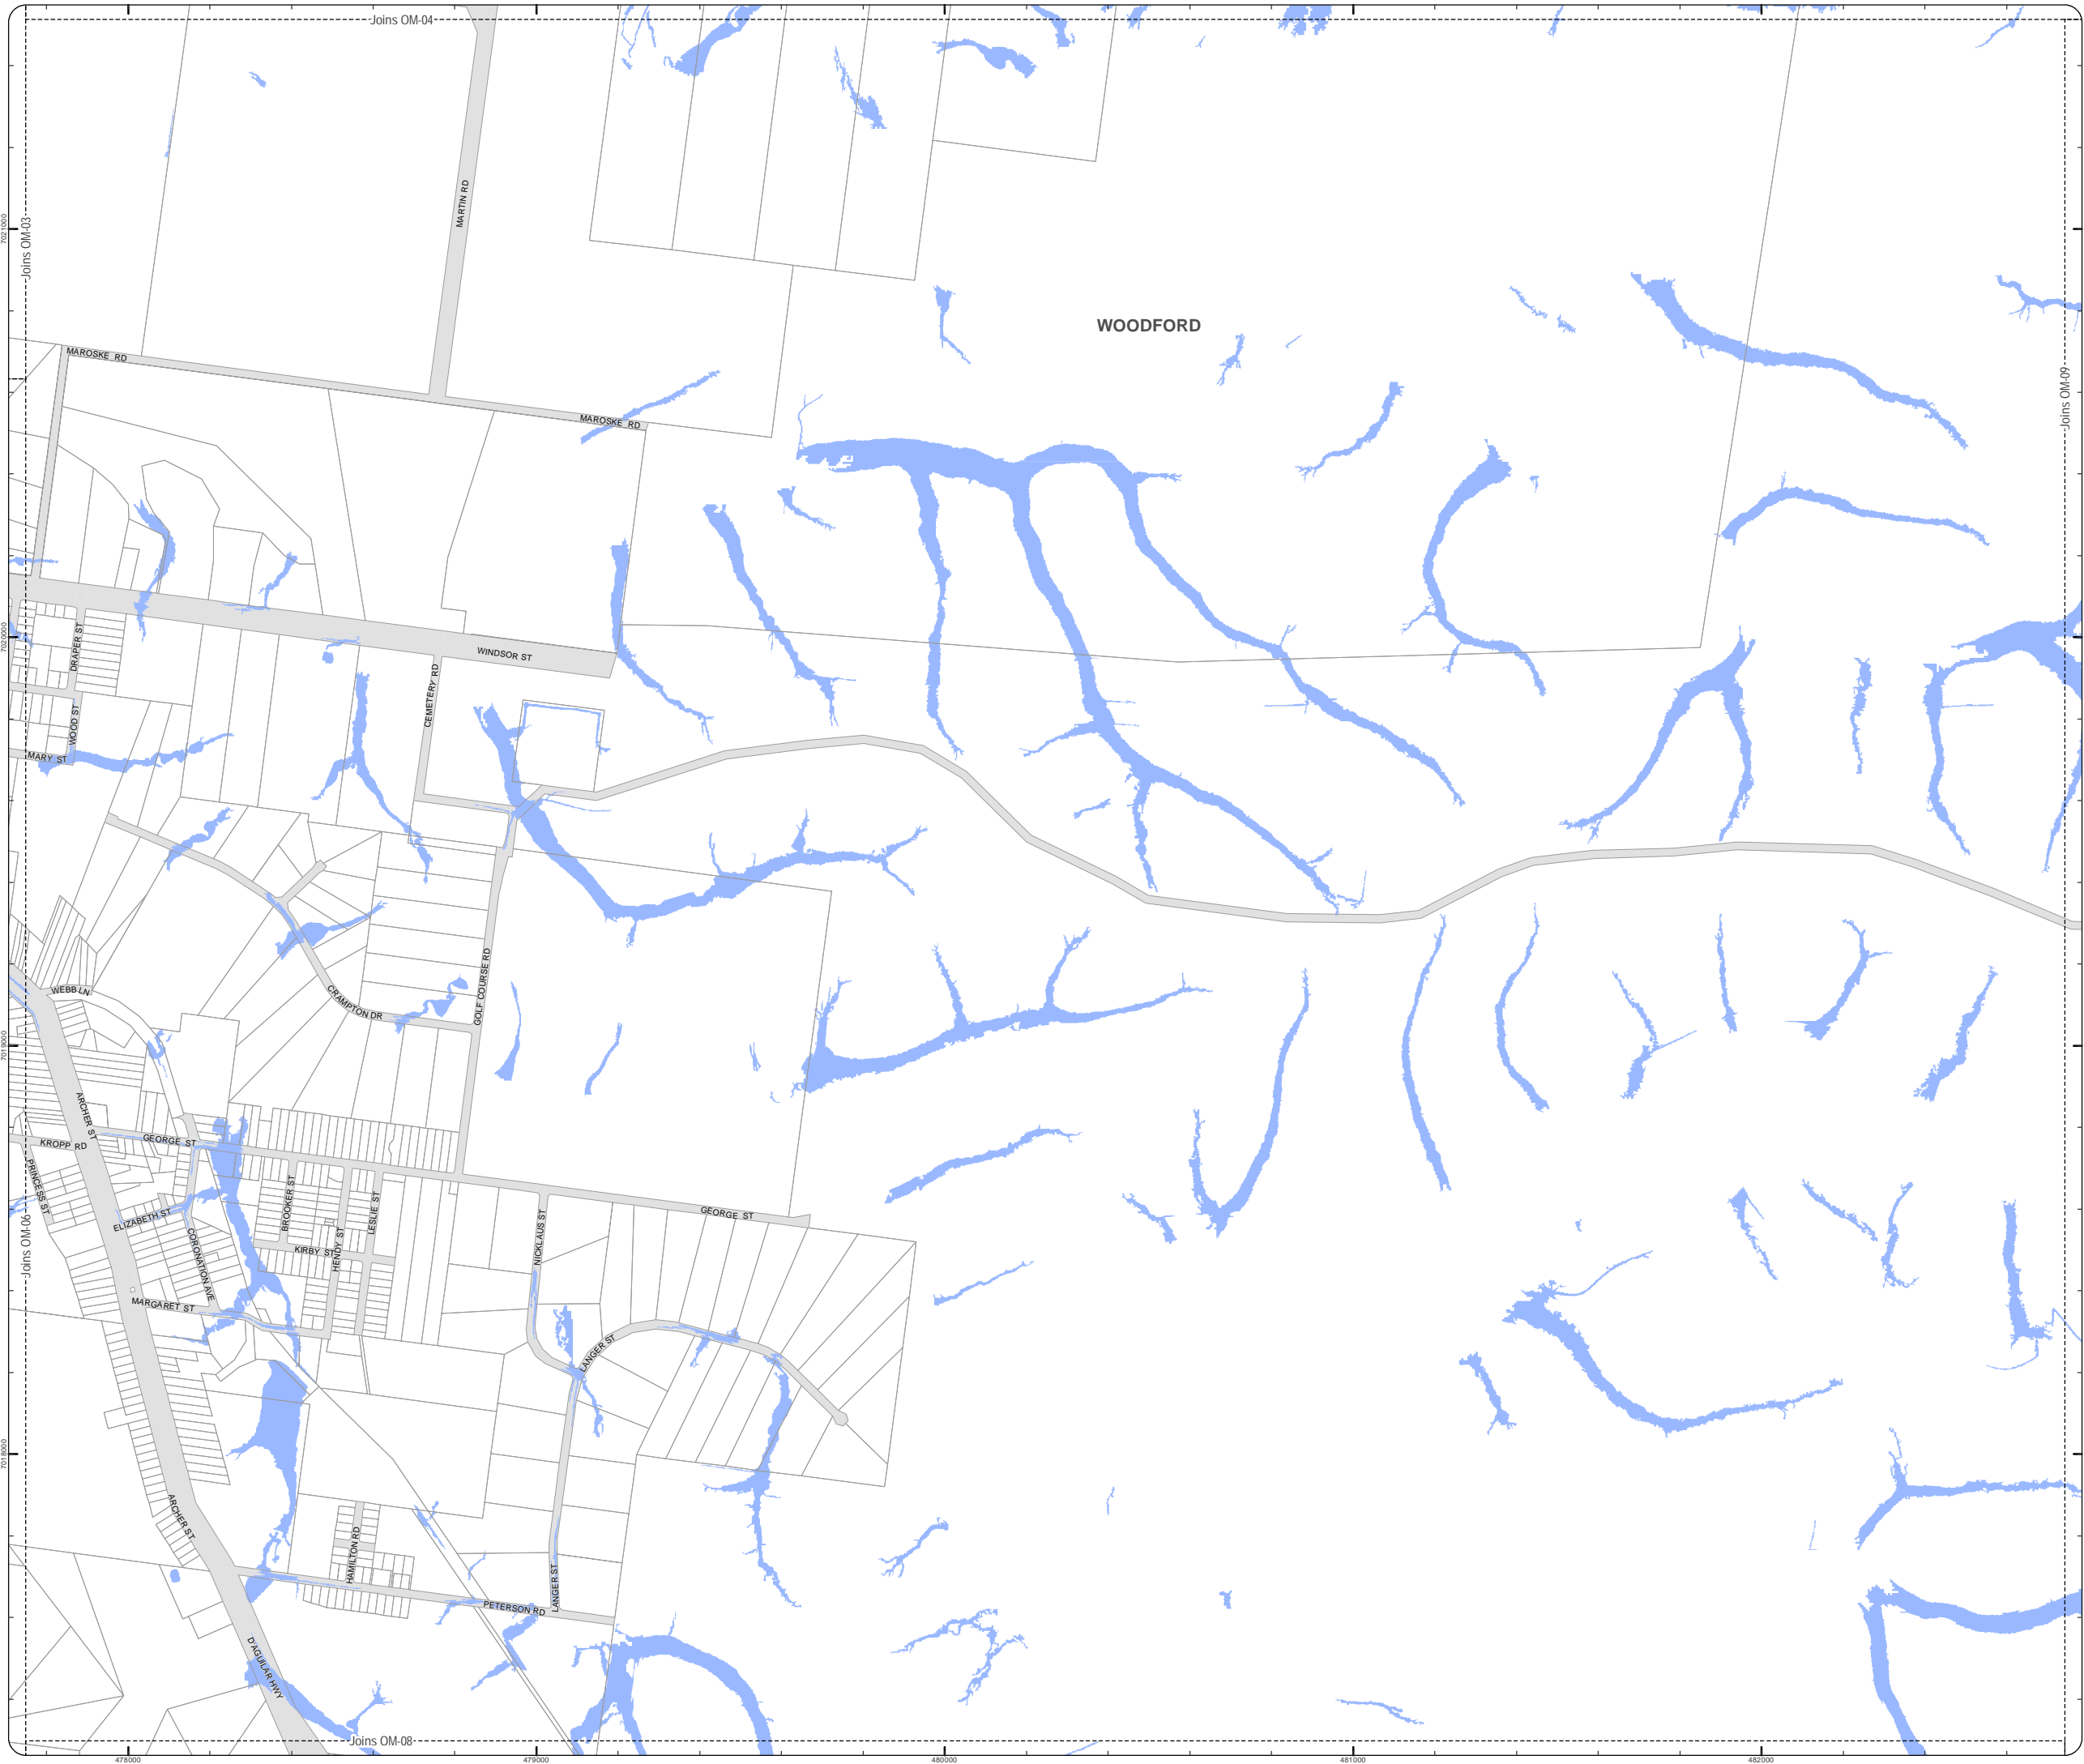 Joins OM-04
MARTIN RD
7021000
Joins OM-03
WOODFORD
MAROSKE RD
MAROSKE RD
Joins OM-09
7020000
DRAPER ST
WINDSOR ST
CEMETERY RD
WOOD ST
MARY ST
WEBB LN
CRAMPTON DR
GOLF COURSE RD
7019000
ARCHER ST
GEORGE ST
KROPP RD
PRINCESS ST
BROOKER ST
LESLIE ST
ELIZABETH ST
GEORGE ST
NICKLAUS ST
Joins OM-06
CORONATION AVE
KIRBY ST
HENDY ST
MARGARET ST
LANGER ST
7018000
ARCHER ST
HAMILTON RD
LANGER ST
PETERSON RD
D'AGUILAR HWY
Joins OM-08
478000
479000
480000
481000
482000